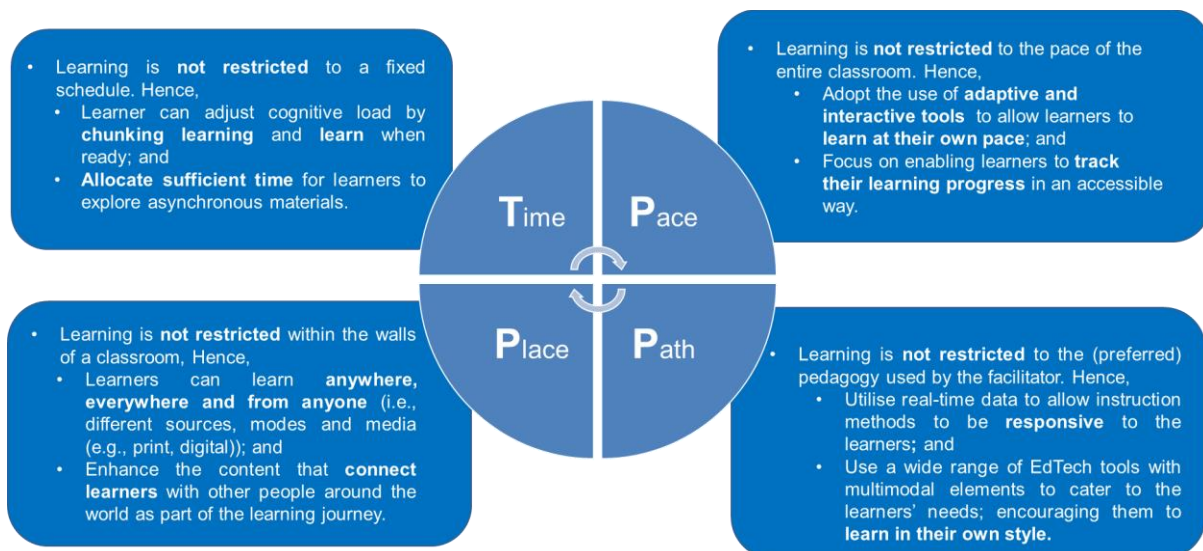 • Learning is not restricted to a fixed
schedule. Hence,
• Learner can adjust cognitive load by
chunking learning and learn when
ready; and
• Allocate sufficient time for learners to
explore asynchronous materials.
• Learning is not restricted to the pace of the
entire classroom. Hence,
• Adopt the use of adaptive and
interactive tools to allow learners to
learn at their own pace; and
• Focus on enabling learners to track
their learning progress in an accessible
way.
Time
Pace
Place
Path
• Learning is not restricted within the walls
of a classroom, Hence,
• Learners can learn anywhere,
everywhere and from anyone (i.e.,
different sources, modes and media
(e.g., print, digital)); and
• Enhance the content that connect
learners with other people around the
world as part of the learning journey.
• Learning is not restricted to the (preferred)
pedagogy used by the facilitator. Hence,
• Utilise real-time data to allow instruction
methods to be responsive to the
learners; and
• Use a wide range of EdTech tools with
multimodal elements to cater to the
learners' needs; encouraging them to
learn in their own style.